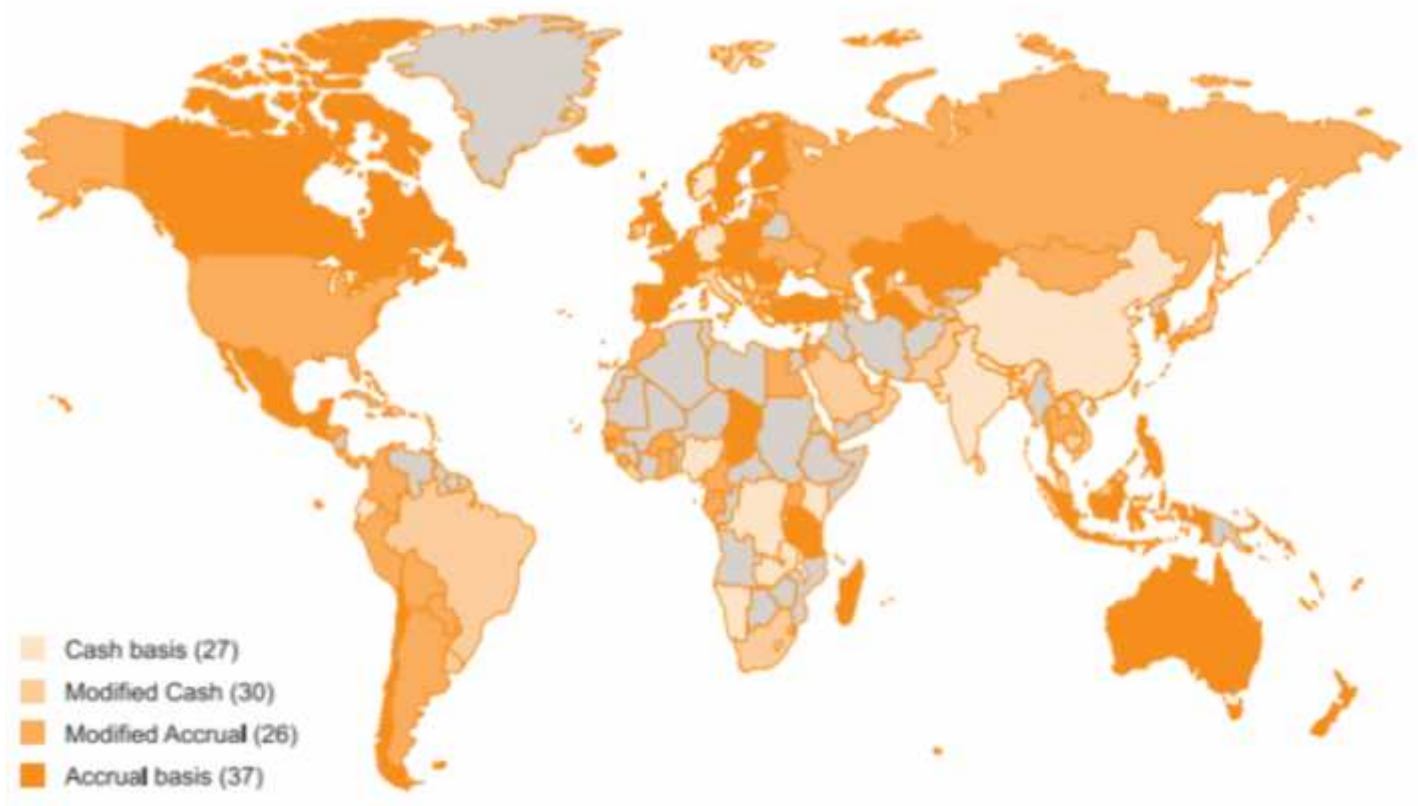 Cash basis (27)
Modified Cash (30)
Modified Accrual (26)
Accrual basis (37)